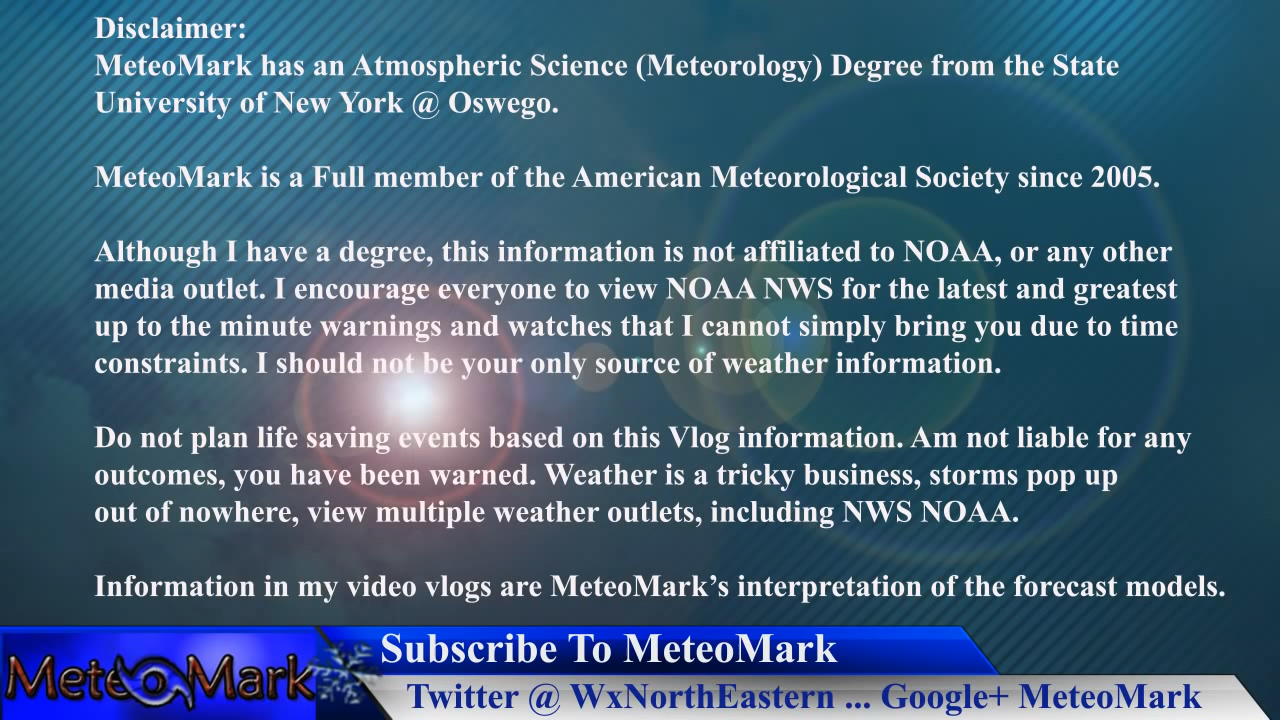 Disclaimer:
MeteoMark has an Atmospheric Science (Meteorology) Degree from the State
University of New York @ Oswego.
MeteoMark is a Full member of the American Meteorological Society since 2005.
Although I have a degree, this information is not affiliated to NOAA, or any other
media outlet. I encourage everyone to view NOAA NWS for the latest and greatest
up to the minute warnings and watches that I cannot simply bring you due to time
constraints. I should not be your only source of weather information.
Do not plan life saving events based on this Vlog information. Am not liable for any
outcomes, you have been warned. Weather is a tricky business, storms pop up
out of nowhere, view multiple weather outlets, including NWS NOAA.
Information in my video vlogs are MeteoMark’s interpretation of the forecast models.
Subscribe To MeteoMark
MeteoMark
Twitter @ WxNorthEastern ... Google+ MeteoMark